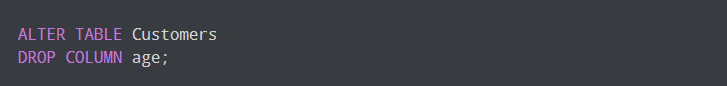 ALTER TABLE Customers
DROP COLUMN age;